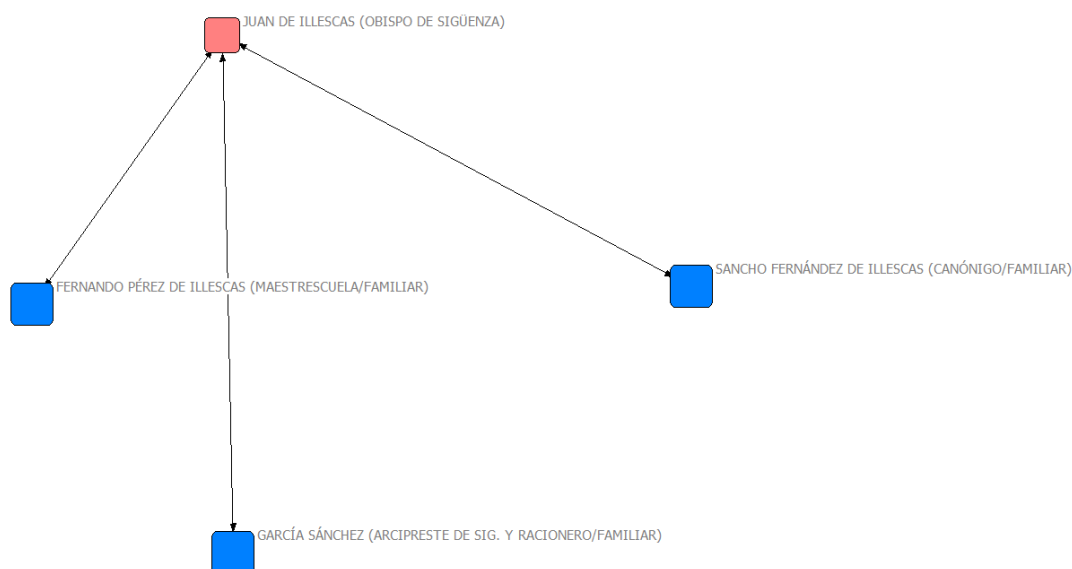 JUAN DE ILLESCAS (OBISPO DE SIGÜENZA)
SANCHO FERNÁNDEZ DE ILLESCAS (CANÓNIGO/FAMILIAR)
FERNANDO PÉREZ DE ILLESCAS (MAESTRESCUELA/FAMILIAR)
GARCÍA SÁNCHEZ (ARCIPRESTE DE SIG. Y RACIONERO/FAMILIAR)